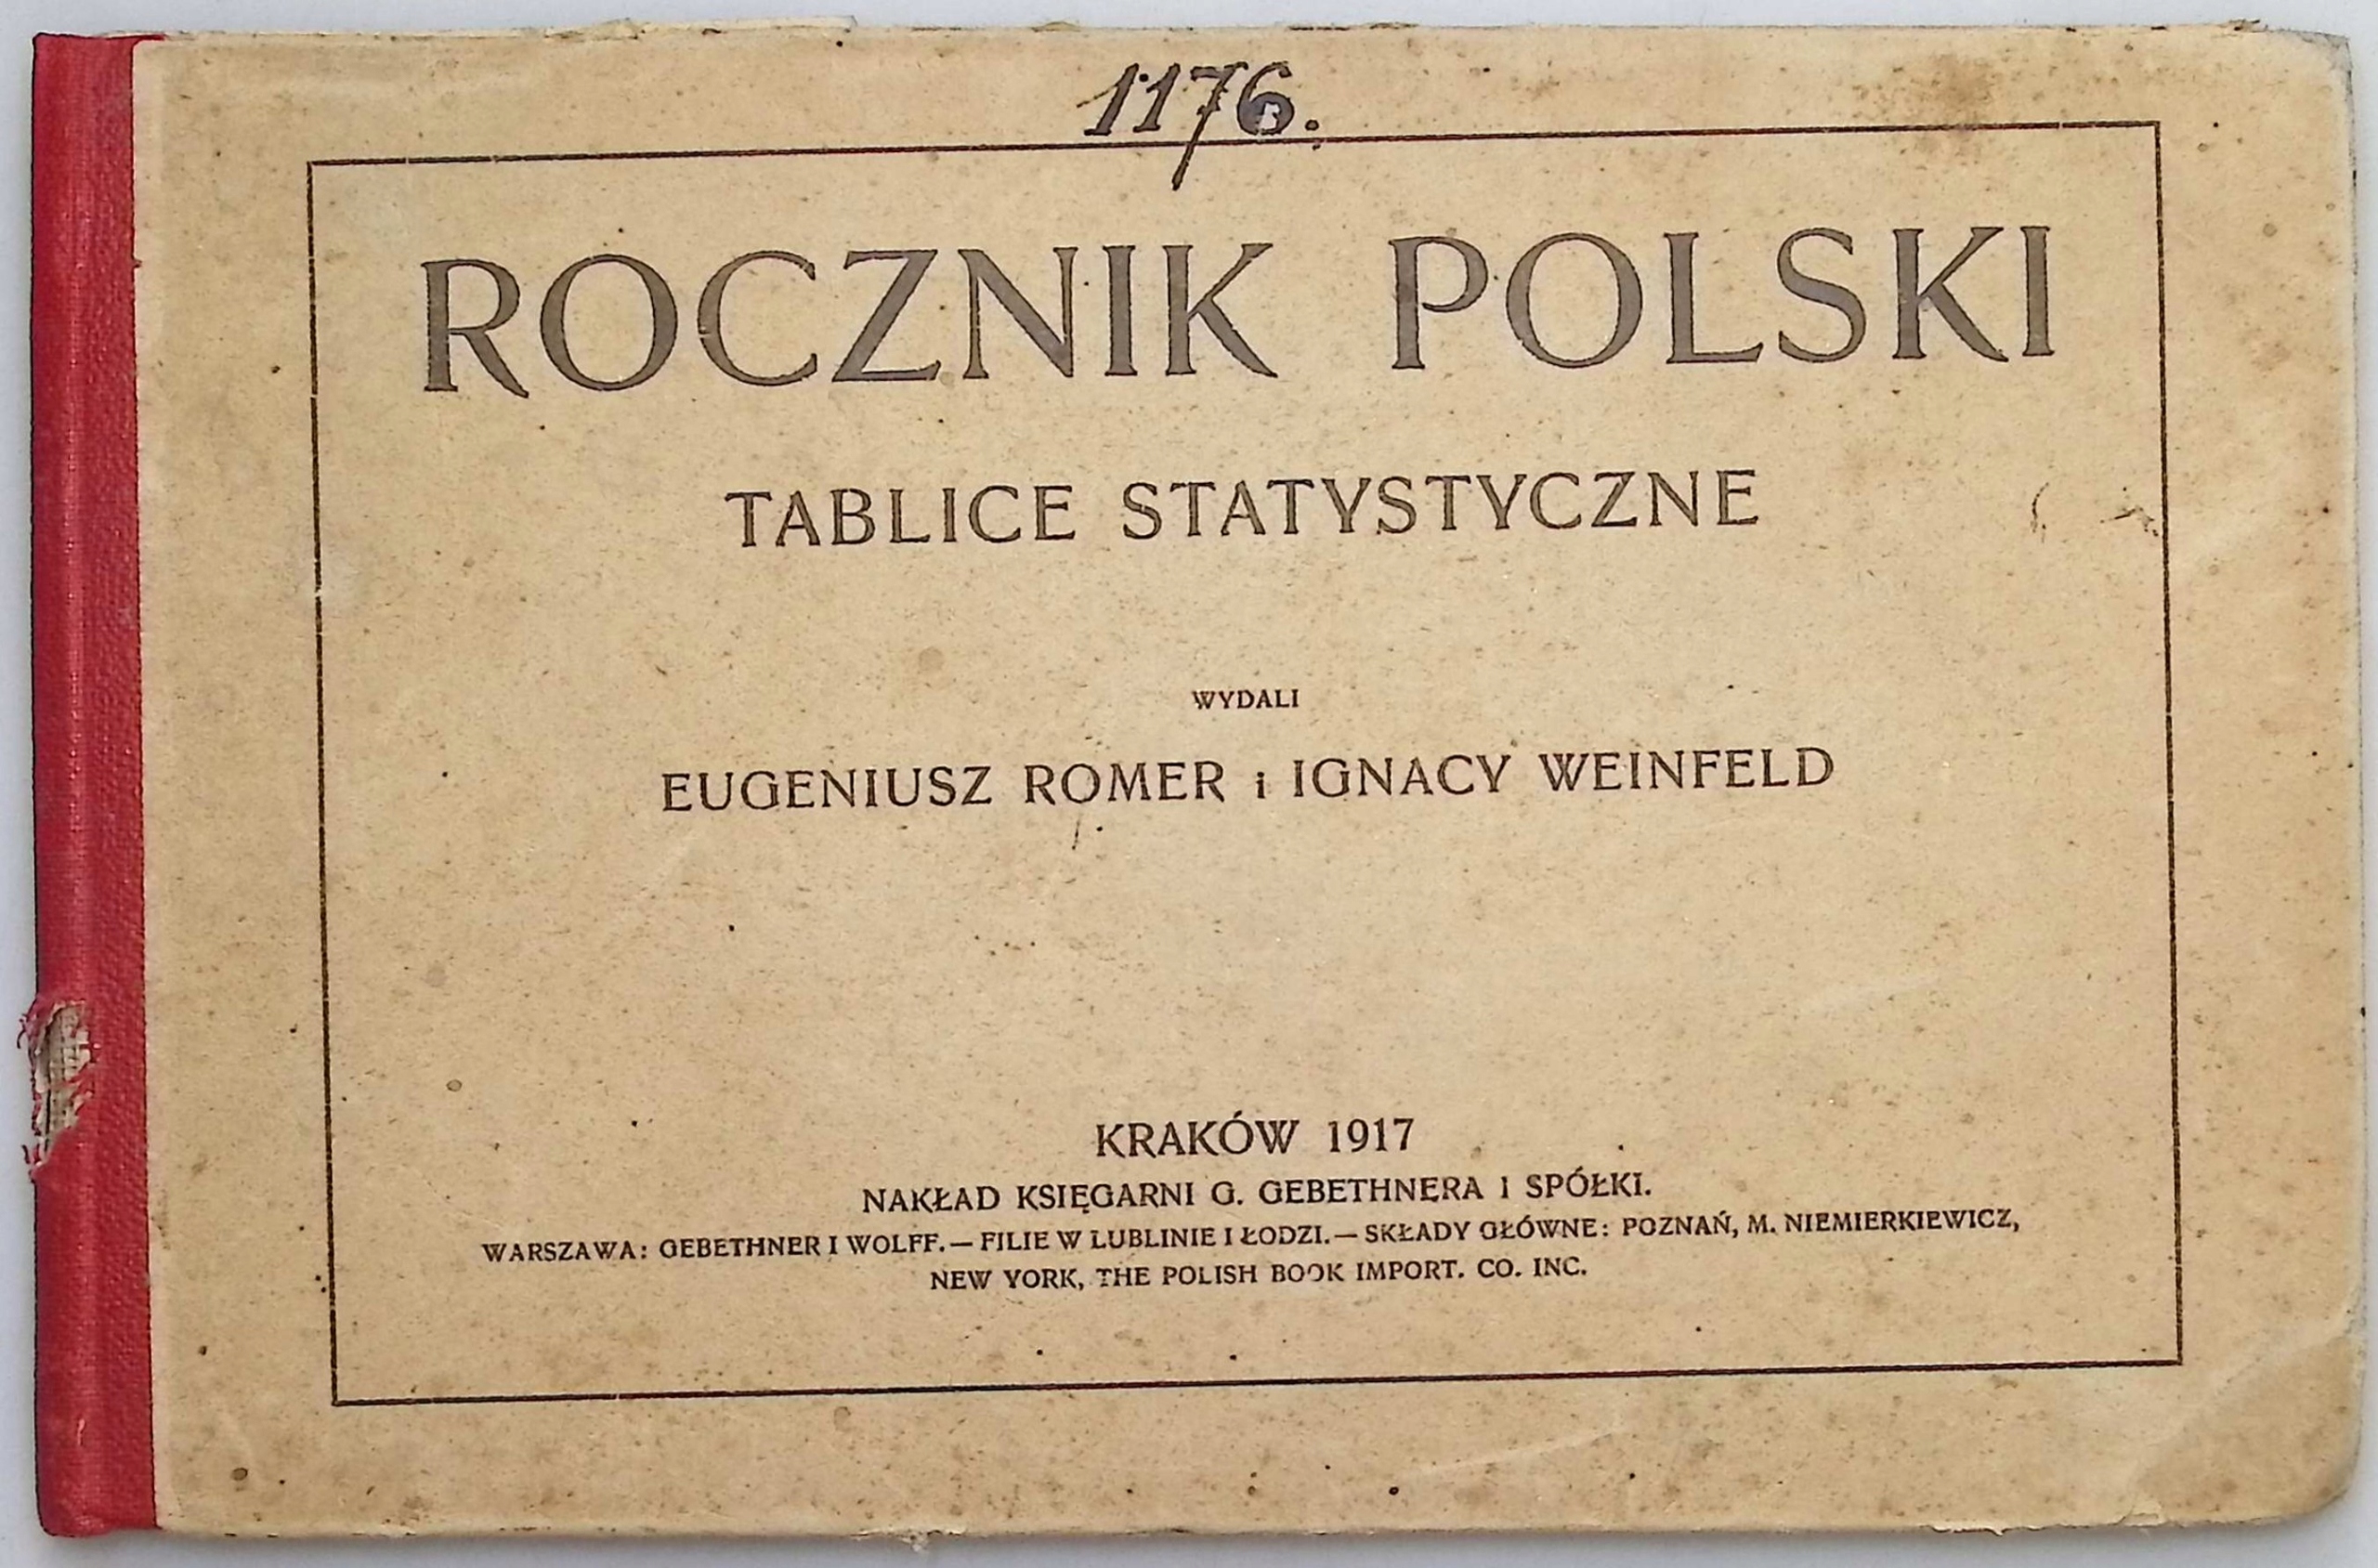 1176.
ROCZNIK POLSKI
TABLICE STATYSTYCZNE
WYDALI
EUGENIUSZ ROMER i IGNACY WEINFELD
KRAKÓW 1917
NAKŁAD KSIĘGARNI G. GEBETHNERA I SPÓŁKI.
WARSZAWA: GEBETHNER I WOLFF.— FILIE W LUBLINIE I ŁODZI.— SKŁADY GŁÓWNE: POZNAŃ, M. NIEMIERKIEWICZ,
NEW YORK, THE POLISH BOOK IMPORT. CO. INC.